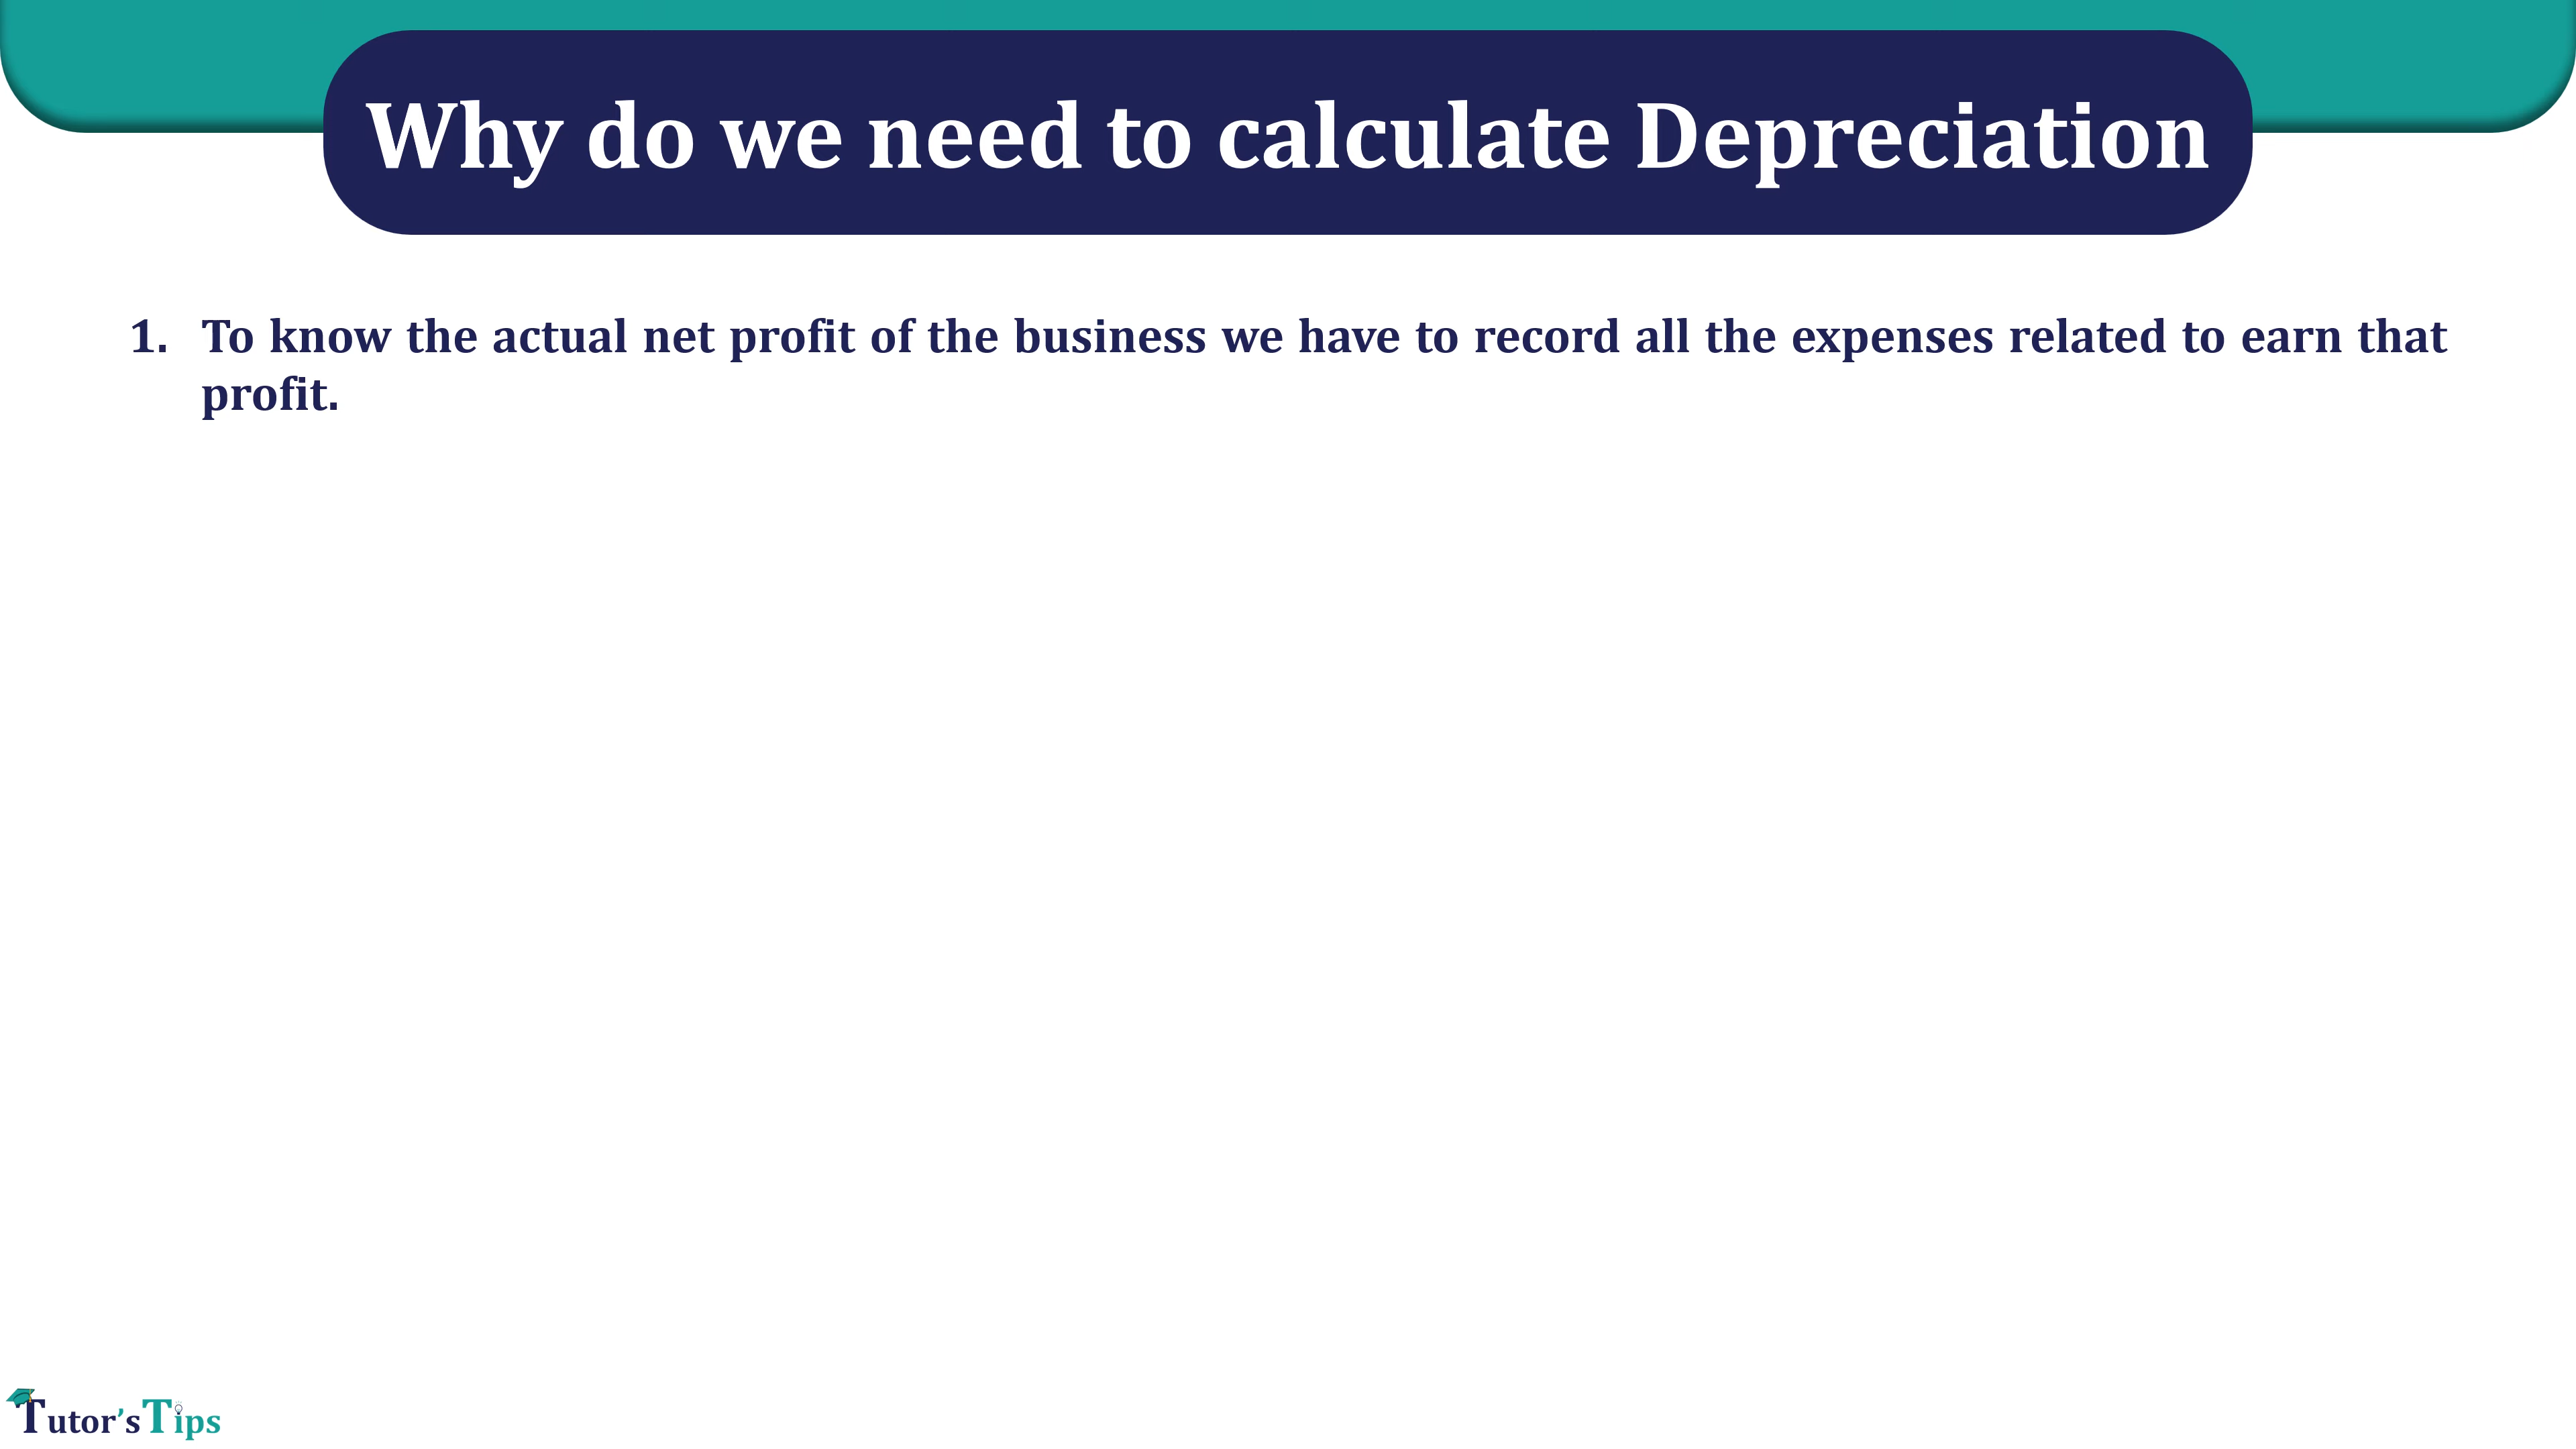 Why do we need to calculate Depreciation
1. To know the actual net profit of the business we have to record all the expenses related to earn that
profit.
Tutor’sTips